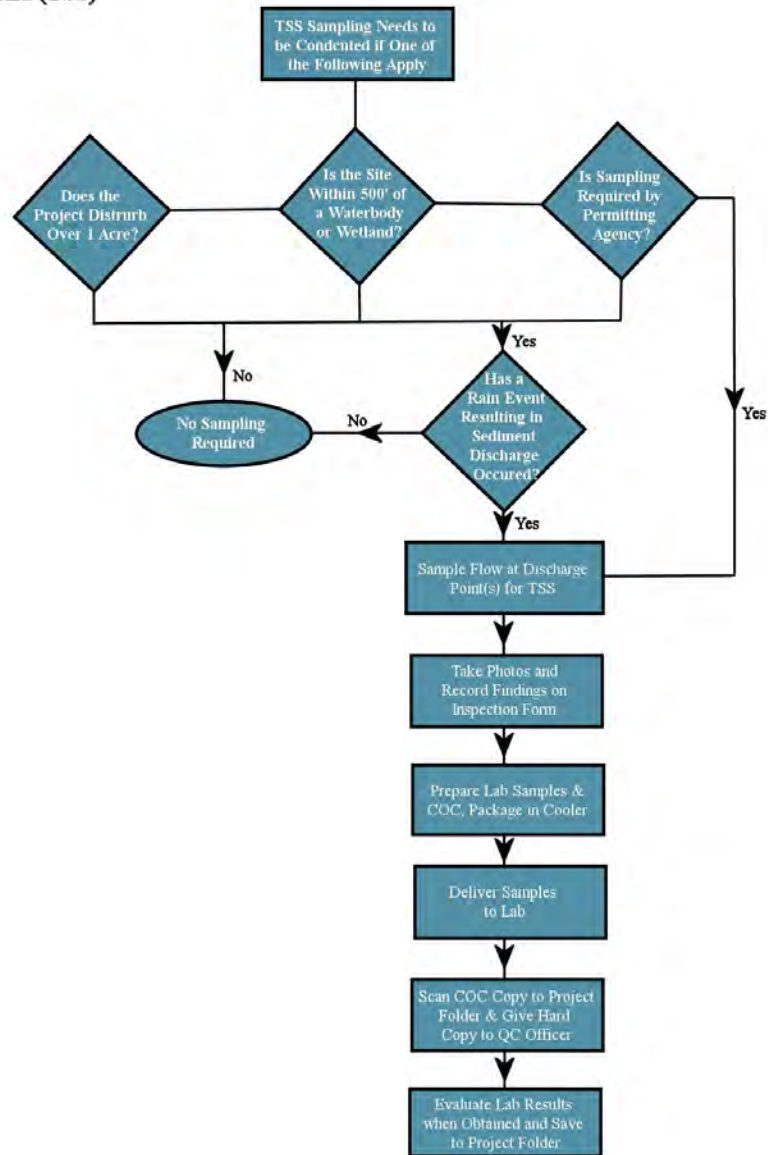 TSS Sampling Needs to
be Condcuted if One of
the Following Apply
Does the
Project Distrurb
Over 1 Acre?
Is the Site
Within 500' of
a Waterbody
or Wetland?
Is Sampling
Required by
Permitting
Agency?
No
Yes
Yes
No Sampling
Required
No
Has a
Rain Event
Resulting in
Sediment
Discharge
Occured?
Yes
Sample Flow at Discharge
Point(s) for TSS
Take Photos and
Record Findings on
Inspection Form
Prepare Lab Samples &
COC, Package in Cooler
Deliver Samples
to Lab
Scan COC Copy to Project
Folder & Give Hard
Copy to QC Officer
Evaluate Lab Results
when Obtained and Save
to Project Folder